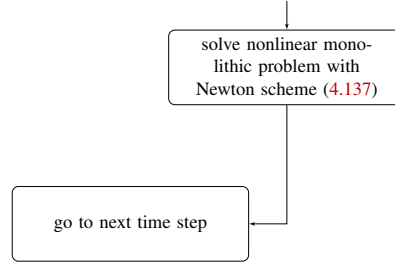 solve nonlinear mono-
lithic problem with
Newton scheme (4.137)
go to next time step